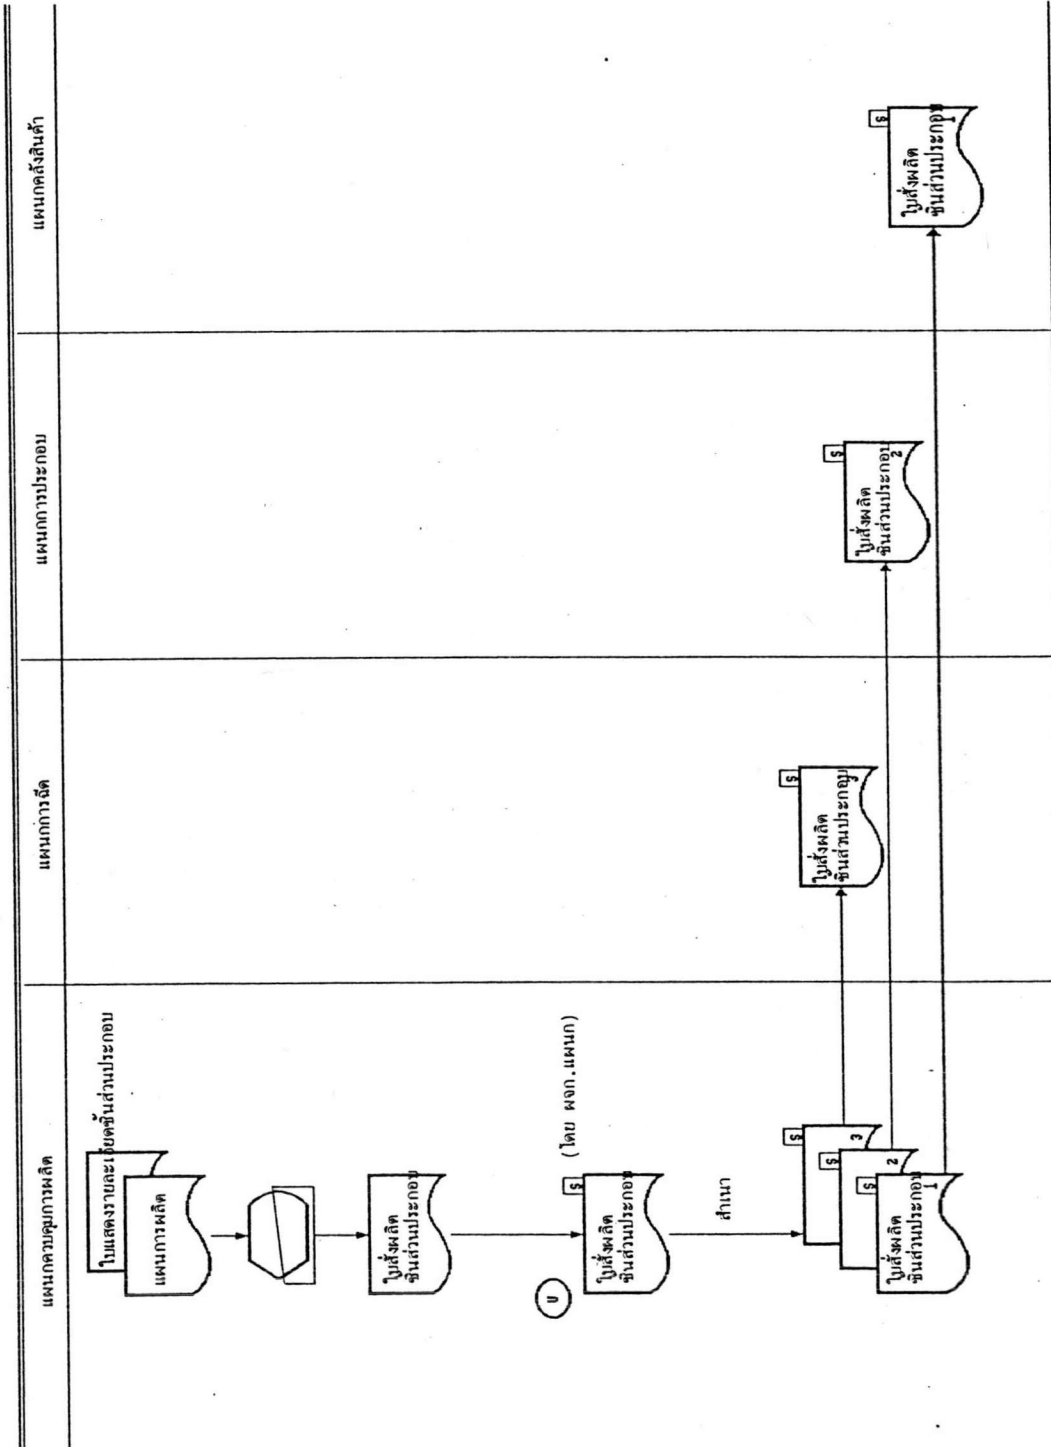 แผนกควบคุมการผลิต
แผนกการฉีด
แผนกการประกอบ
แผนกคลังสินค้า
ใบแสดงรายละเอียดชิ้นส่วนประกอบ
แผนการผลิต
ใบสั่งผลิต
ชิ้นส่วนประกอบ
(โดย ผจก.แผนก)
$
ใบสั่งผลิต
ชิ้นส่วนประกอบ
สำเนา
$
3
$
2
$
ใบสั่งผลิต
ชิ้นส่วนประกอบ
1
$
ใบสั่งผลิต
ชิ้นส่วนประกอบ
3
$
ใบสั่งผลิต
ชิ้นส่วนประกอบ
2
$
ใบสั่งผลิต
ชิ้นส่วนประกอบ
1